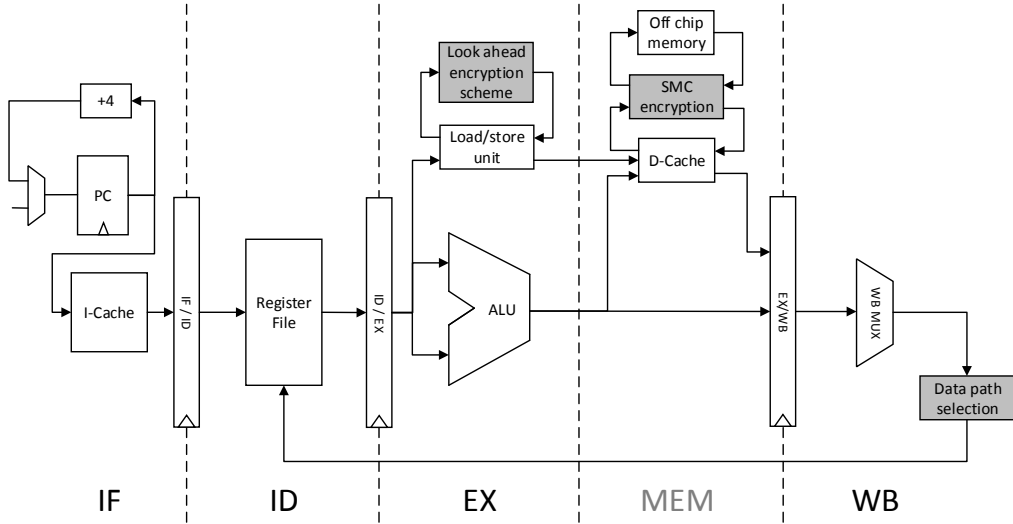 Off chip
memory
Look ahead
encryption
scheme
SMC
encryption
+4
Load/store
unit
D-Cache
PC
I-Cache
IF / ID
Register
File
ID / EX
ALU
EX/WB
WB MUX
Data path
selection
IF
ID
EX
MEM
WB